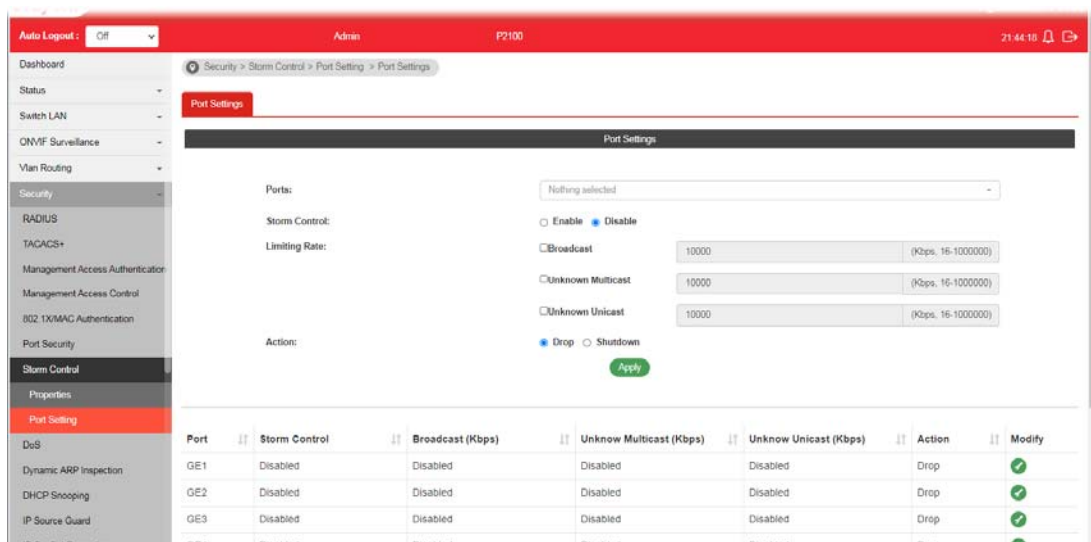 Auto Logout : Off Admin P2100 21:44:18
Dashboard
Status
Switch LAN
ONVIF Surveillance
Vlan Routing
Security
RADIUS
TACACS+
Management Access Authentication
Management Access Control
802.1X/MAC Authentication
Port Security
Storm Control
Properties
Port Setting
DoS
Dynamic ARP Inspection
DHCP Snooping
IP Source Guard
Security > Storm Control > Port Setting > Port Settings
Port Settings
Port Settings
Ports: Nothing selected
Storm Control: Enable Disable
Limiting Rate: Broadcast 10000 (Kbps, 16-1000000)
Unknown Multicast 10000 (Kbps, 16-1000000)
Unknown Unicast 10000 (Kbps, 16-1000000)
Action: Drop Shutdown
Apply
Port Storm Control Broadcast (Kbps) Unknow Multicast (Kbps) Unknow Unicast (Kbps) Action Modify
GE1 Disabled Disabled Disabled Disabled Drop
GE2 Disabled Disabled Disabled Disabled Drop
GE3 Disabled Disabled Disabled Disabled Drop